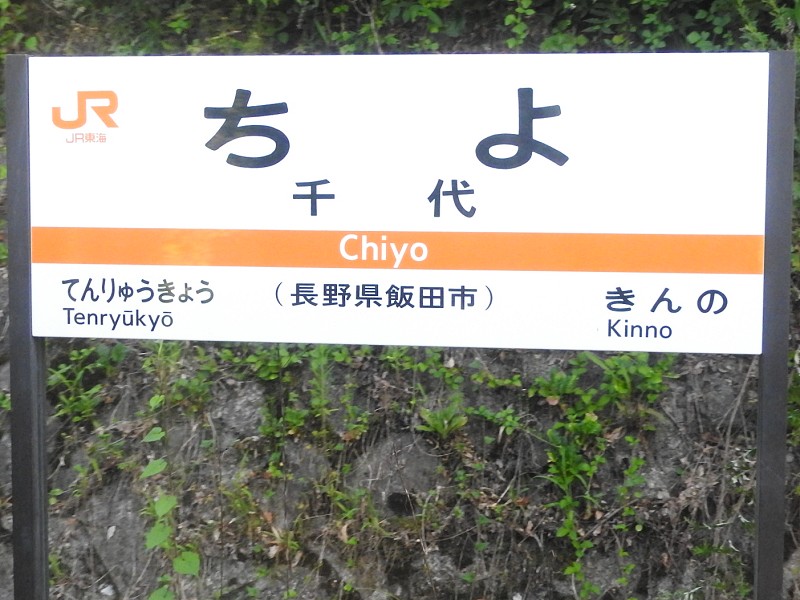 JR
JR東海
ちよ
千代
Chiyo
てんりゅうきょう
Tenryūkyō
（長野県飯田市）
きんの
Kinno